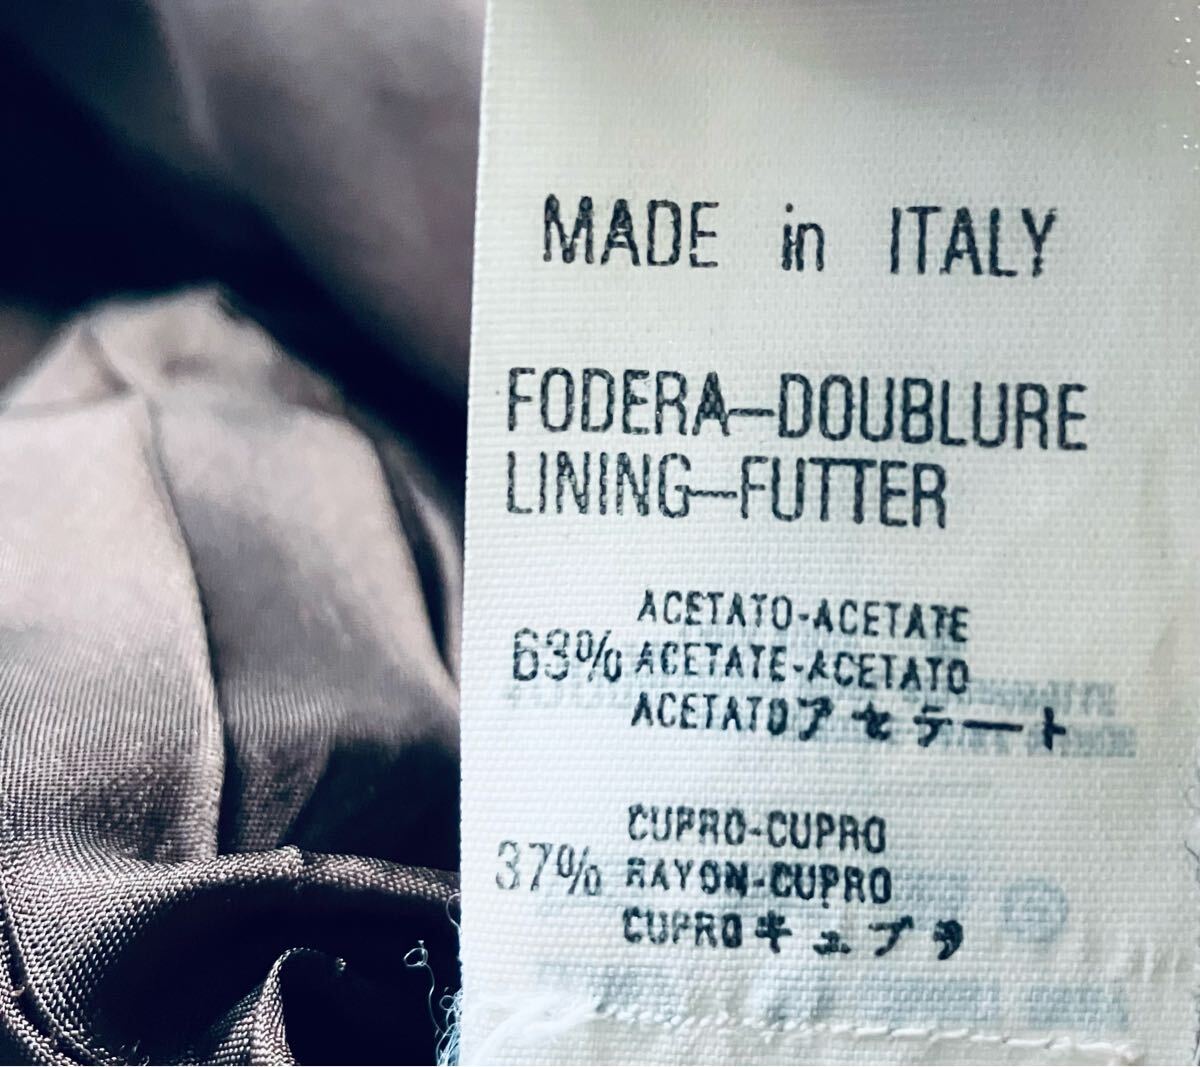 MADE in ITALY
FODERA-DOUBLURE
LINING-FUTTER
ACETATO-ACETATE
63% ACETATE-ACETATO
ACETATOアセテート
CUPRO-CUPRO
37% RAYON-CUPRO
CUPROキュプラ